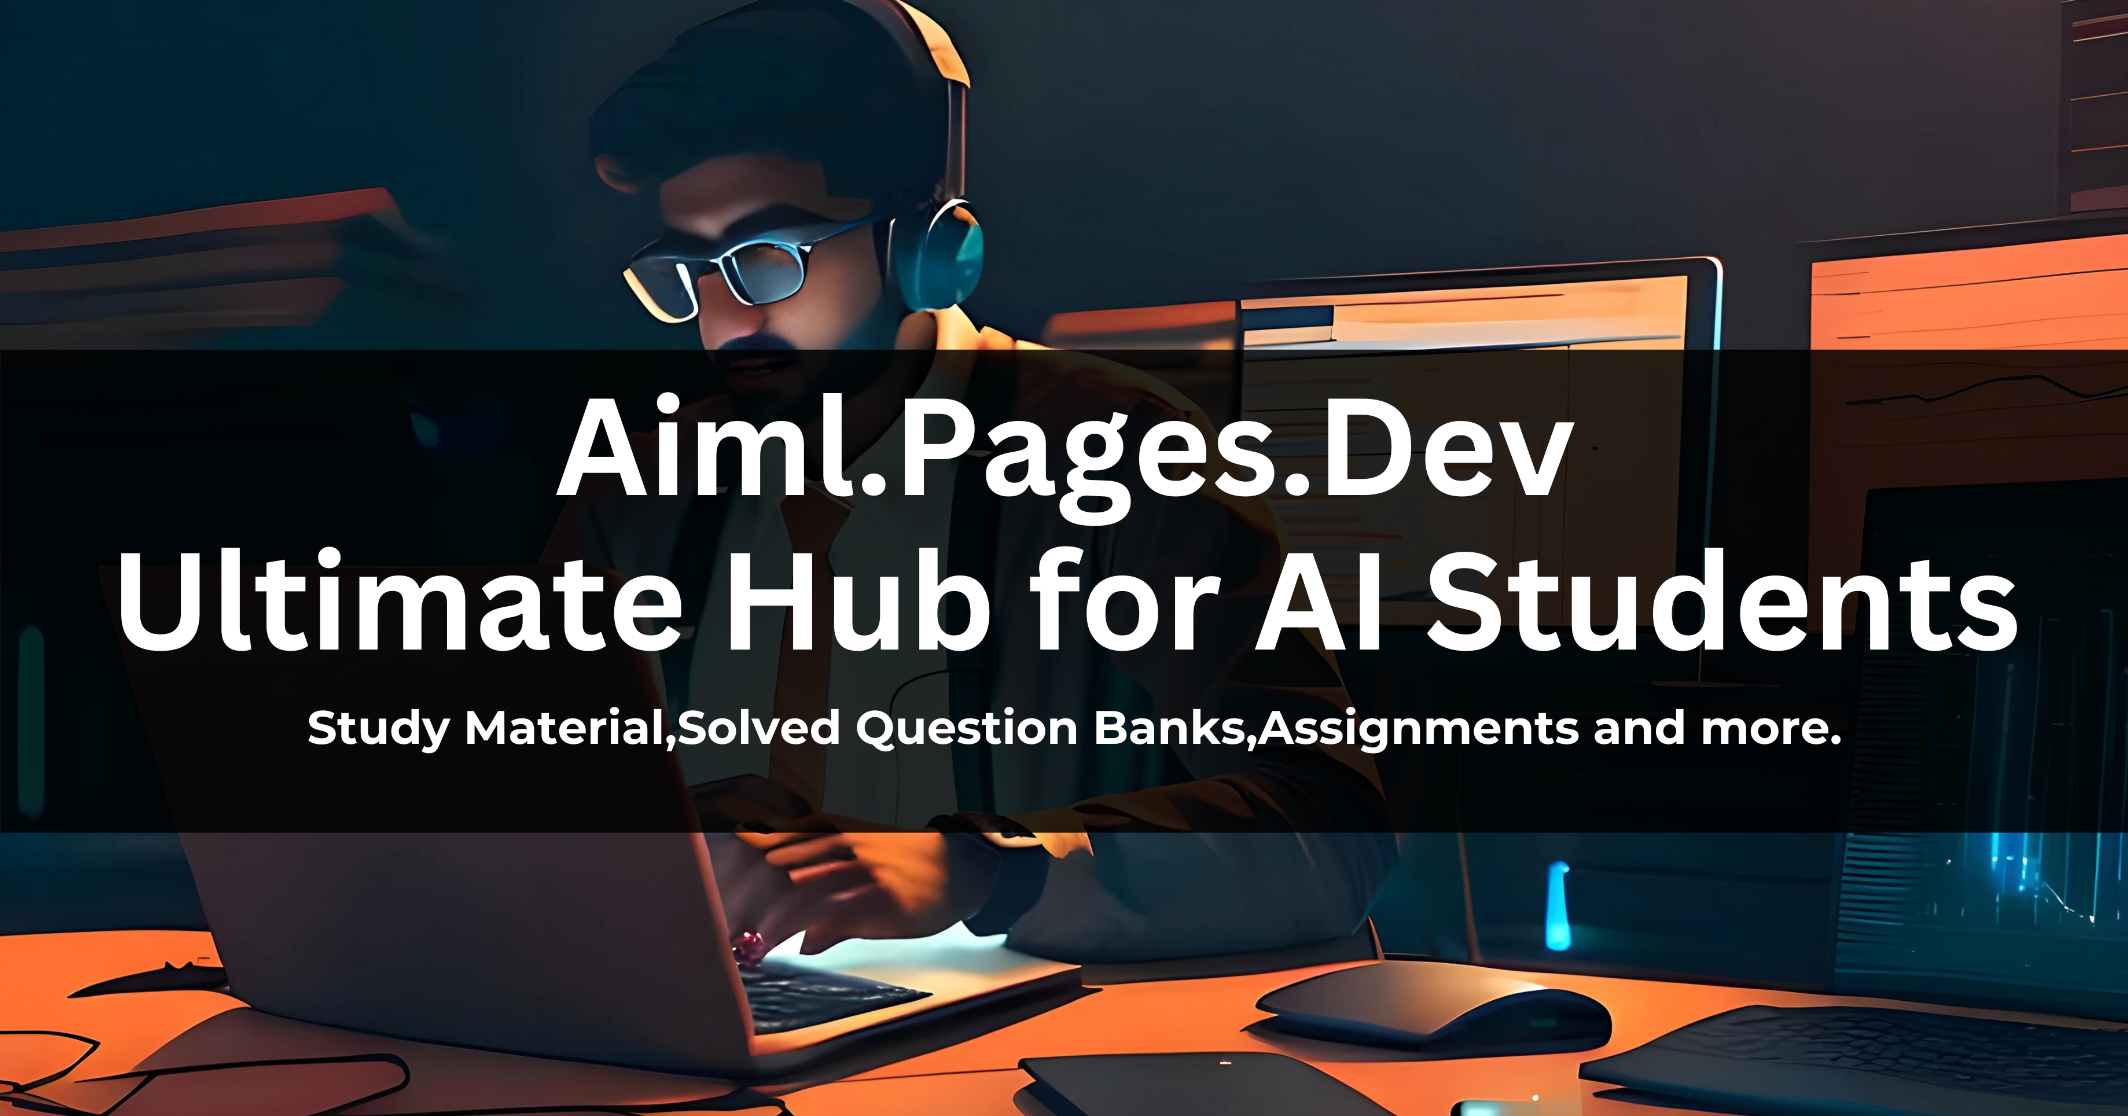 Aiml.Pages.Dev
Ultimate Hub for AI Students
Study Material,Solved Question Banks,Assignments and more.